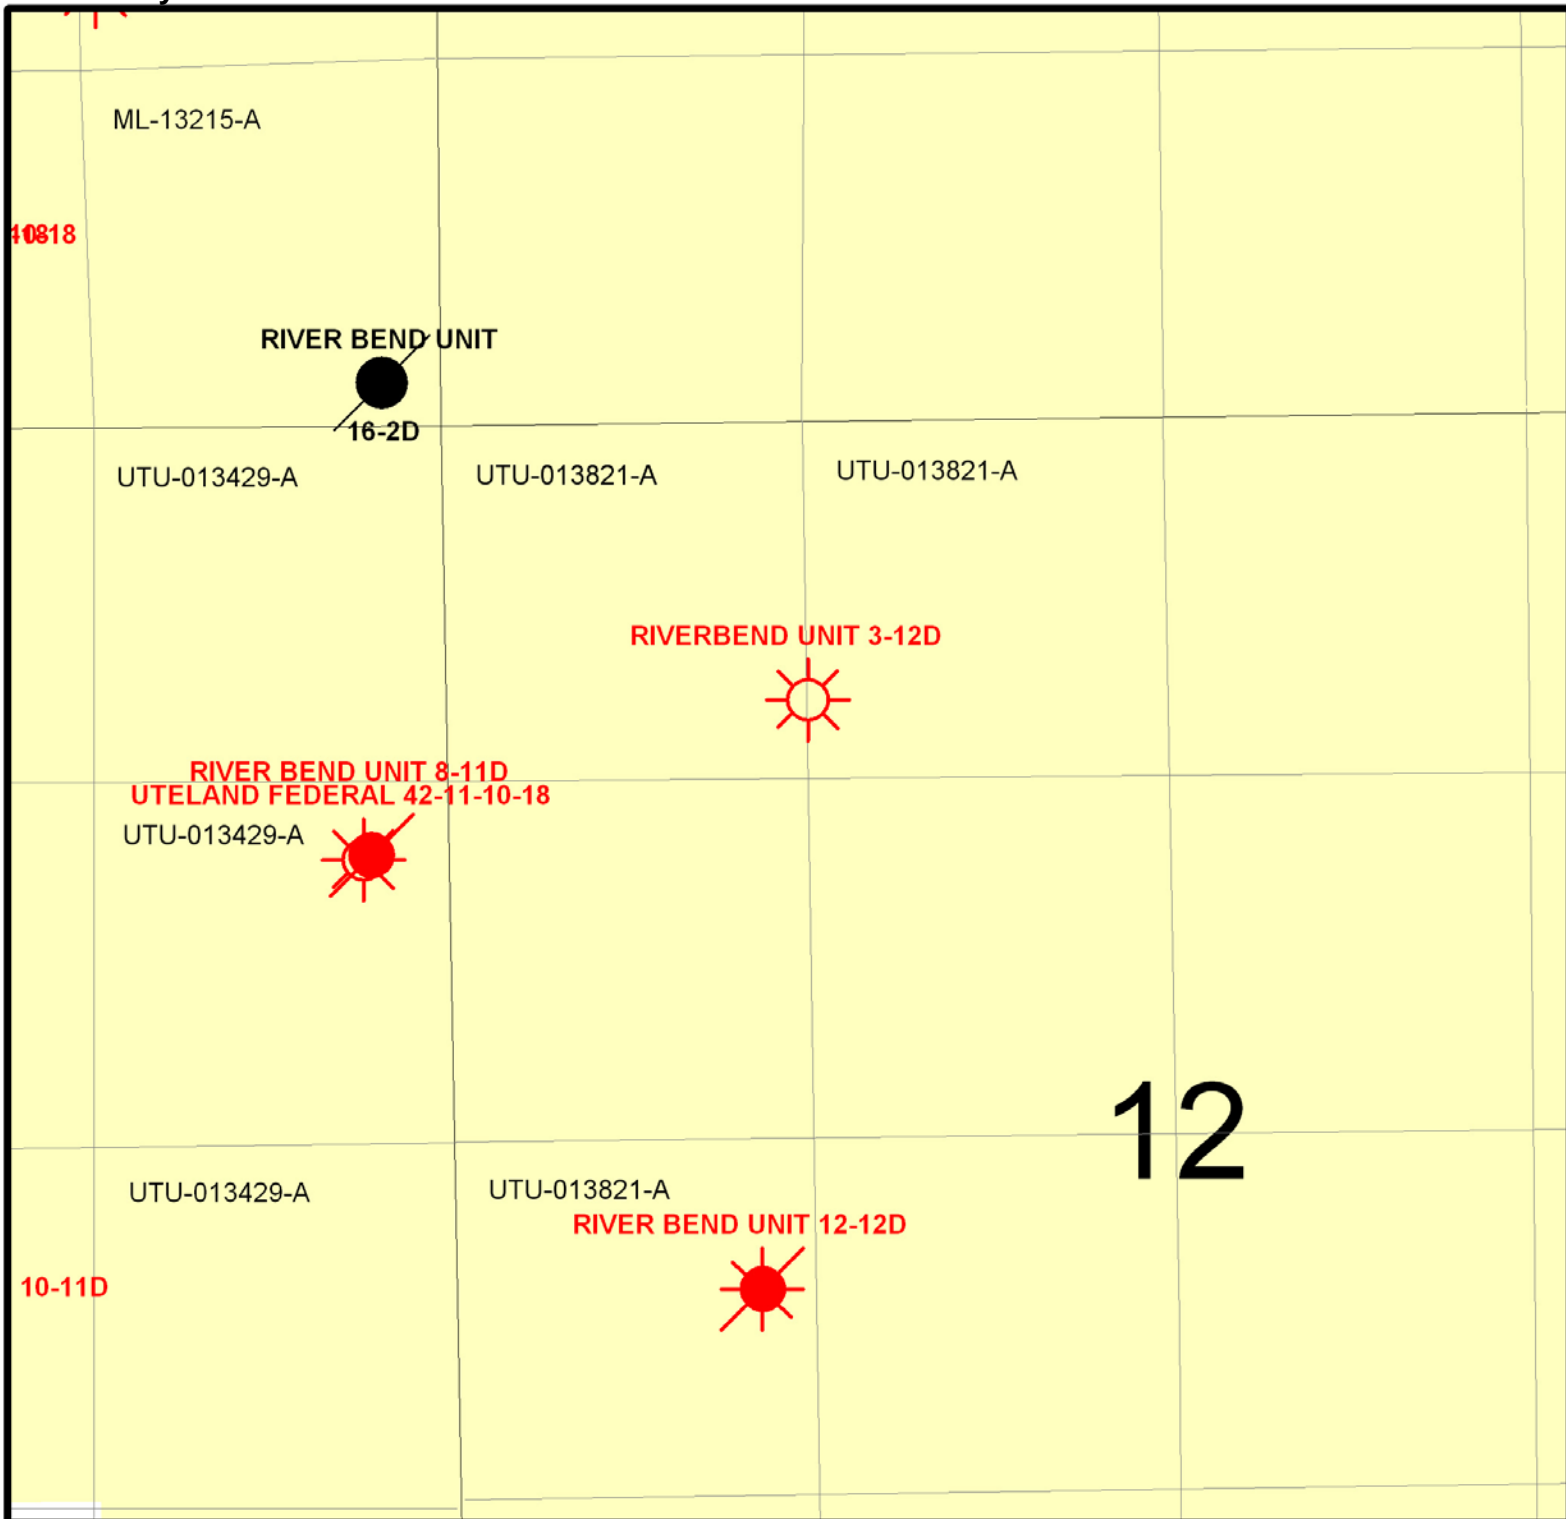 ML-13215-A
RIVER BEND UNIT
16-2D
UTU-013429-A
UTU-013821-A
UTU-013821-A
RIVERBEND UNIT 3-12D
RIVER BEND UNIT 8-11D
UTELAND FEDERAL 42-11-10-18
UTU-013429-A
12
UTU-013429-A
UTU-013821-A
RIVER BEND UNIT 12-12D
10-11D